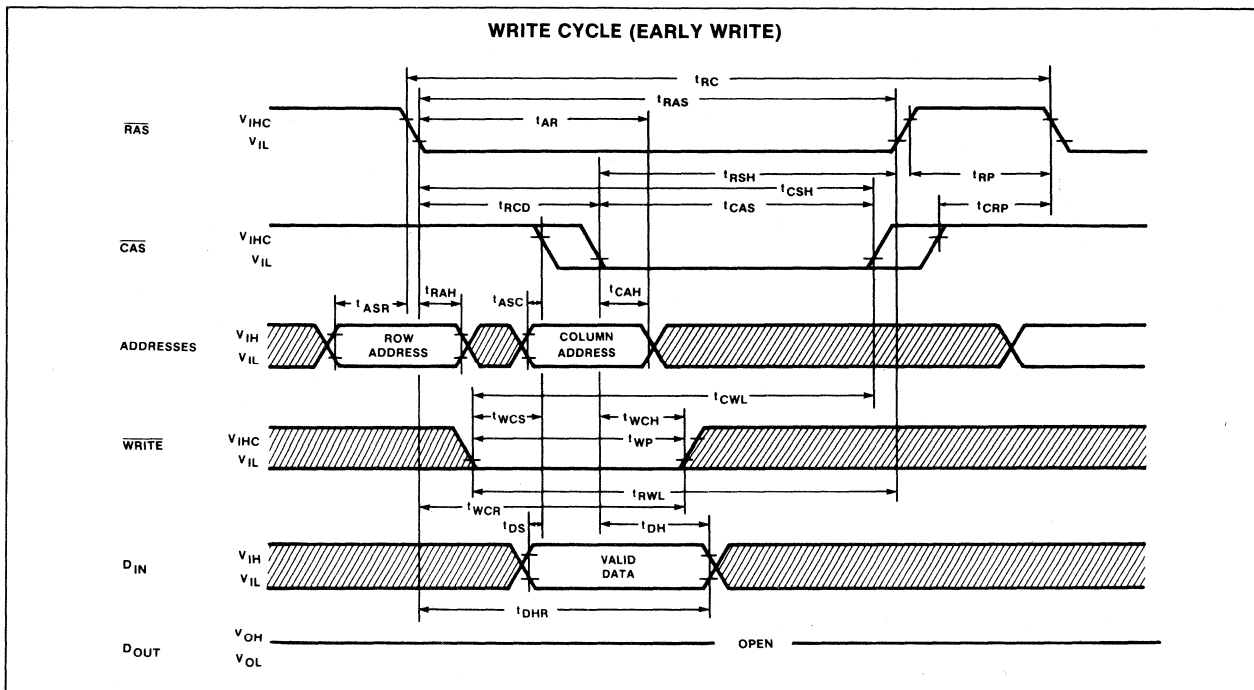 WRITE CYCLE (EARLY WRITE)
tRC
tRAS
tAR
RAS
VIHC
VIL
tRSH
tRP
tCSH
tRCD
tCAS
tCRP
CAS
VIHC
VIL
tASR
tRAH
tASC
tCAH
ADDRESSES
VIH
VIL
ROW
ADDRESS
COLUMN
ADDRESS
tCWL
tWCS
tWCH
WRITE
VIHC
VIL
tWP
tRWL
tWCR
tDS
tDH
DIN
VIH
VIL
VALID
DATA
tDHR
DOUT
VOH
VOL
OPEN